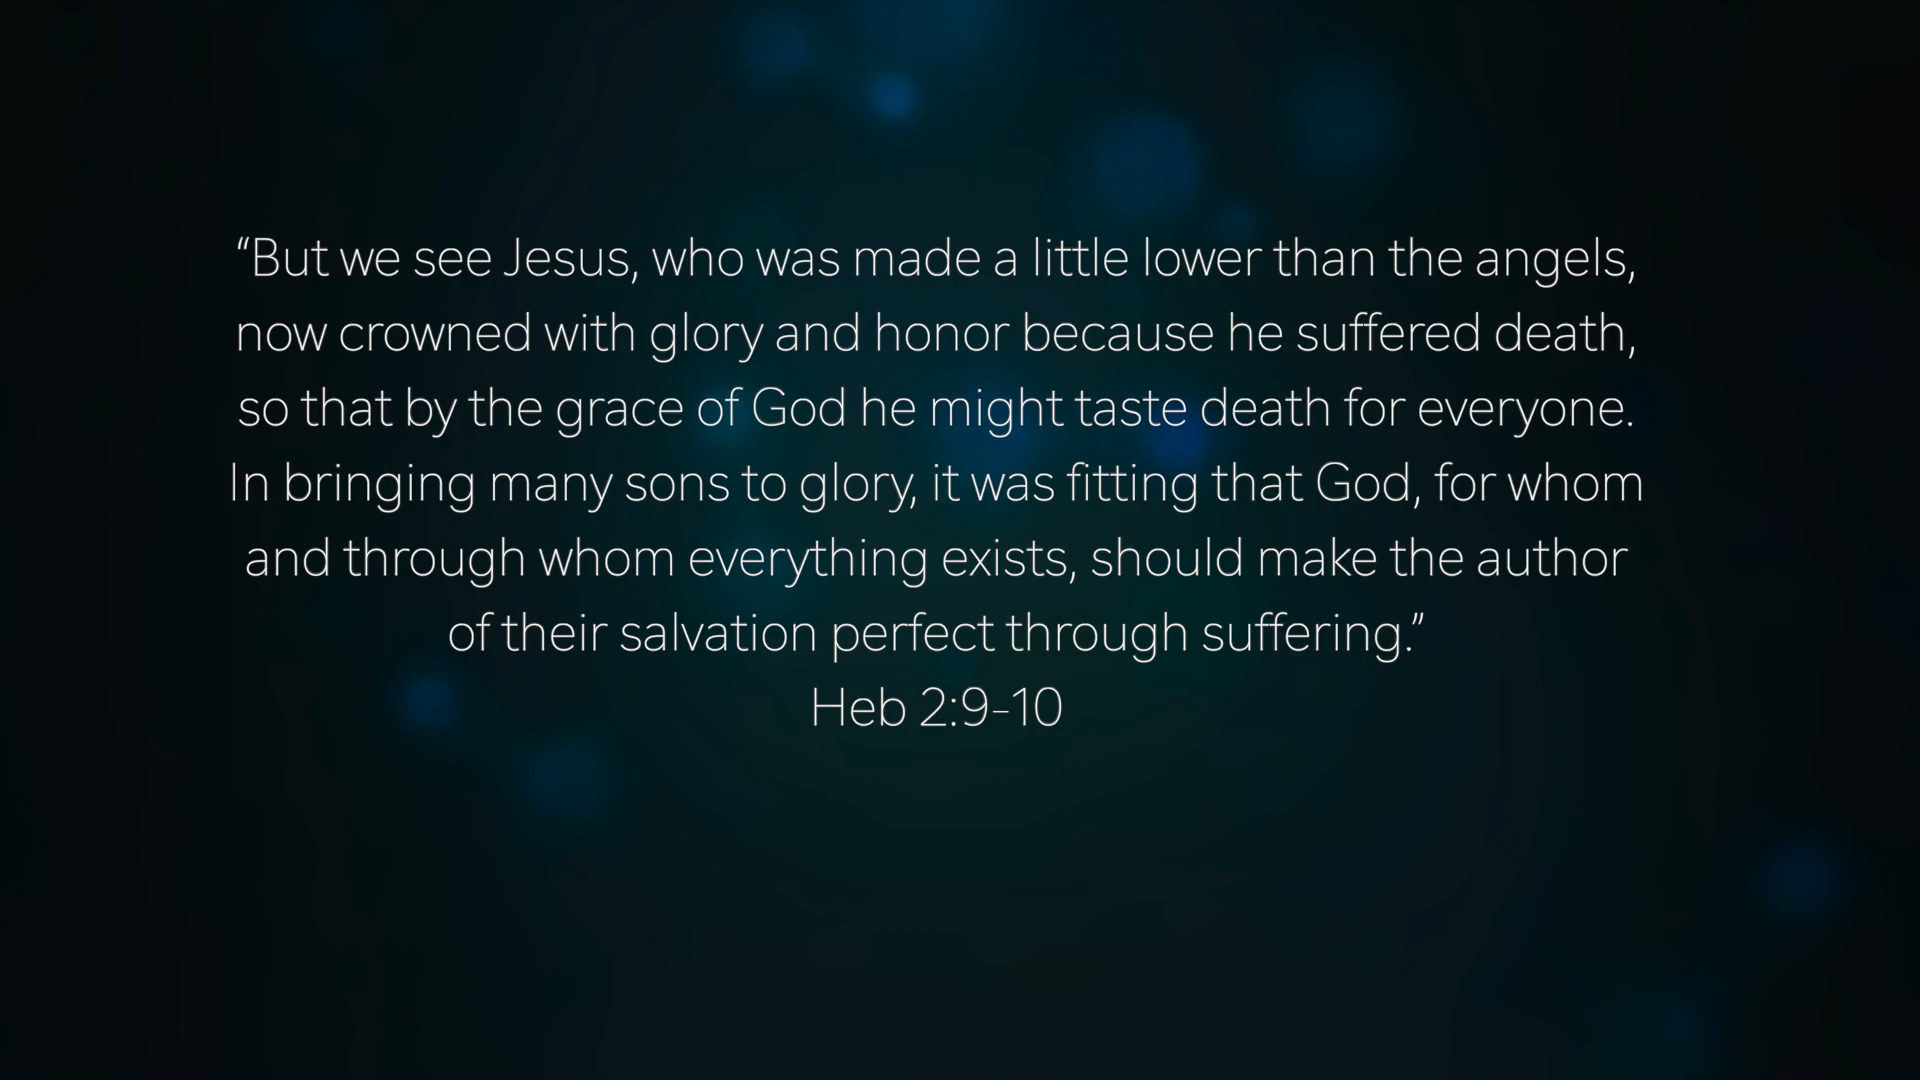 “But we see Jesus, who was made a little lower than the angels,
now crowned with glory and honor because he suffered death,
so that by the grace of God he might taste death for everyone.
In bringing many sons to glory, it was fitting that God, for whom
and through whom everything exists, should make the author
of their salvation perfect through suffering.”
Heb 2:9-10